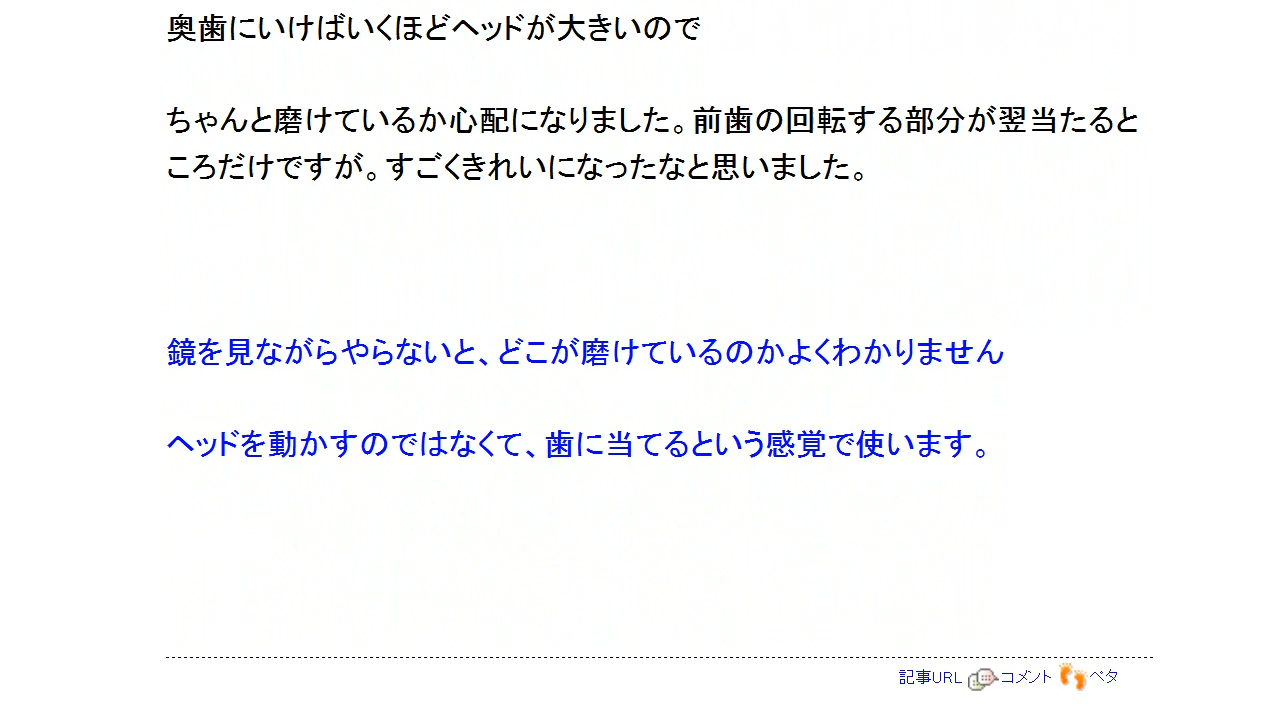 奥歯にいけばいくほどヘッドが大きいので
ちゃんと磨けているか心配になりました。前歯の回転する部分が翌当たると
ころだけですが。すごくきれいになったなと思いました。
鏡を見ながらやらないと、どこが磨けているのかよくわかりません
ヘッドを動かすのではなくて、歯に当てるという感覚で使います。
記事URL コメント ペタ